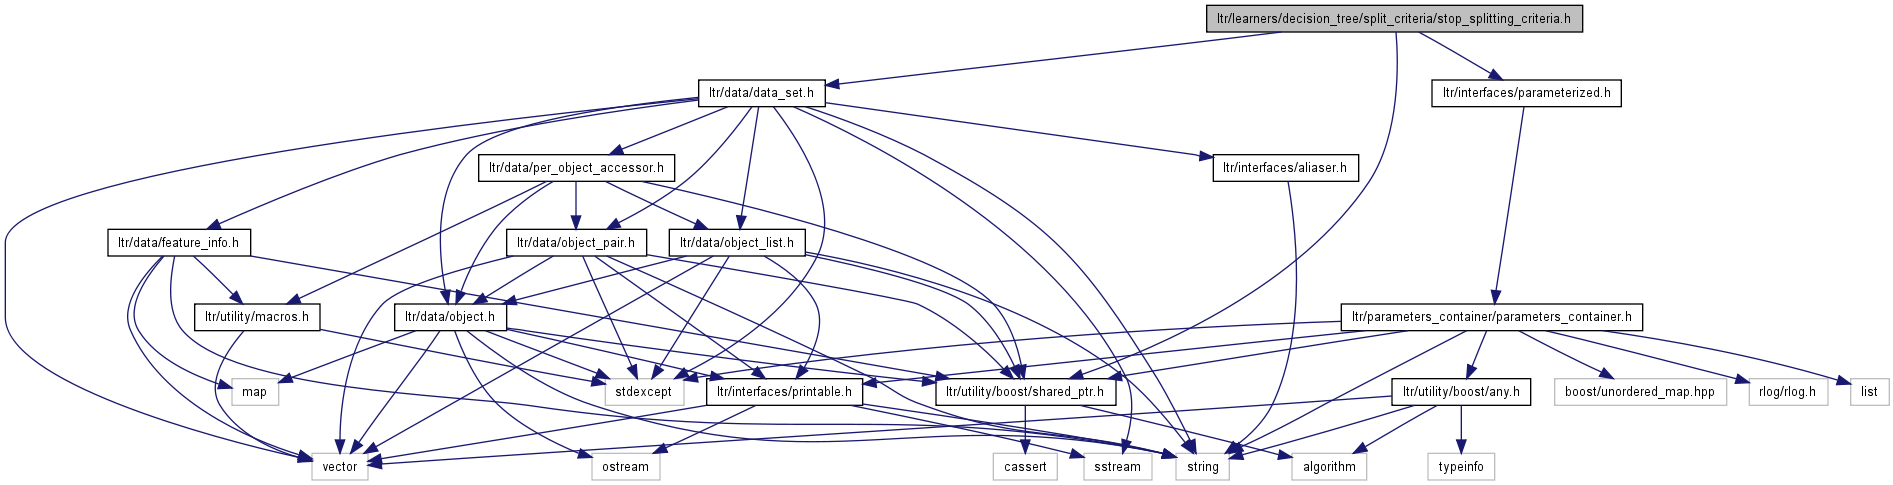 ltr/learners/decision_tree/split_criteria/stop_splitting_criteria.h
ltr/data/data_set.h
ltr/interfaces/parameterized.h
ltr/data/per_object_accessor.h
ltr/interfaces/aliaser.h
ltr/data/feature_info.h
ltr/data/object_pair.h
ltr/data/object_list.h
ltr/utility/macros.h
ltr/data/object.h
ltr/parameters_container/parameters_container.h
map
stdexcept
ltr/interfaces/printable.h
ltr/utility/boost/shared_ptr.h
ltr/utility/boost/any.h
boost/unordered_map.hpp
rlog/rlog.h
list
vector
ostream
cassert
sstream
string
algorithm
typeinfo